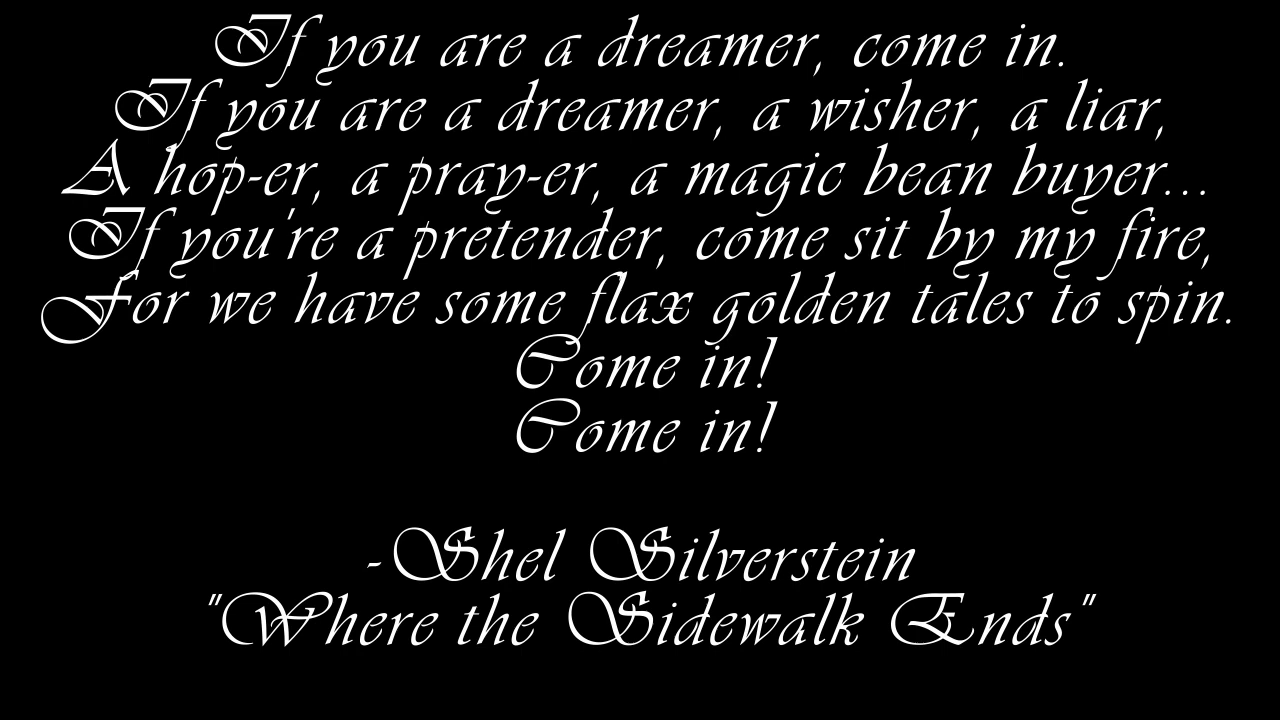 If you are a dreamer, come in.
If you are a dreamer, a wisher, a liar,
A hop-er, a pray-er, a magic bean buyer...
If you're a pretender, come sit by my fire,
For we have some flax golden tales to spin.
Come in!
Come in!
-Shel Silverstein
"Where the Sidewalk Ends"